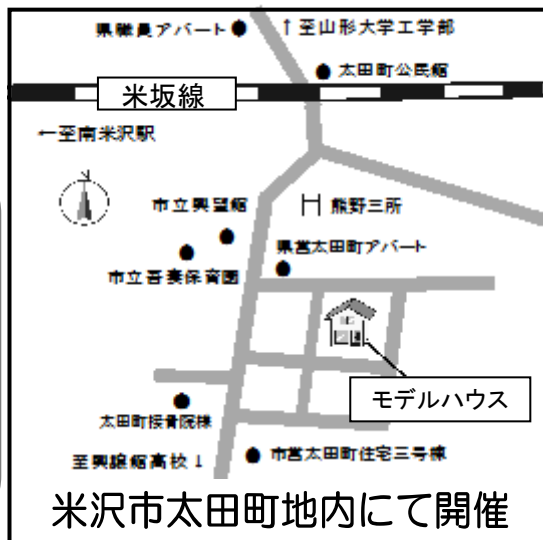 県職員アパート
↑至山形大学工学部
太田町公民館
米坂線
←至南米沢駅
市立興望館
熊野三所
県営太田町アパート
市立吾妻保育園
モデルハウス
太田町接骨院様
至興譲館高校↓
市営太田町住宅三号棟
米沢市太田町地内にて開催